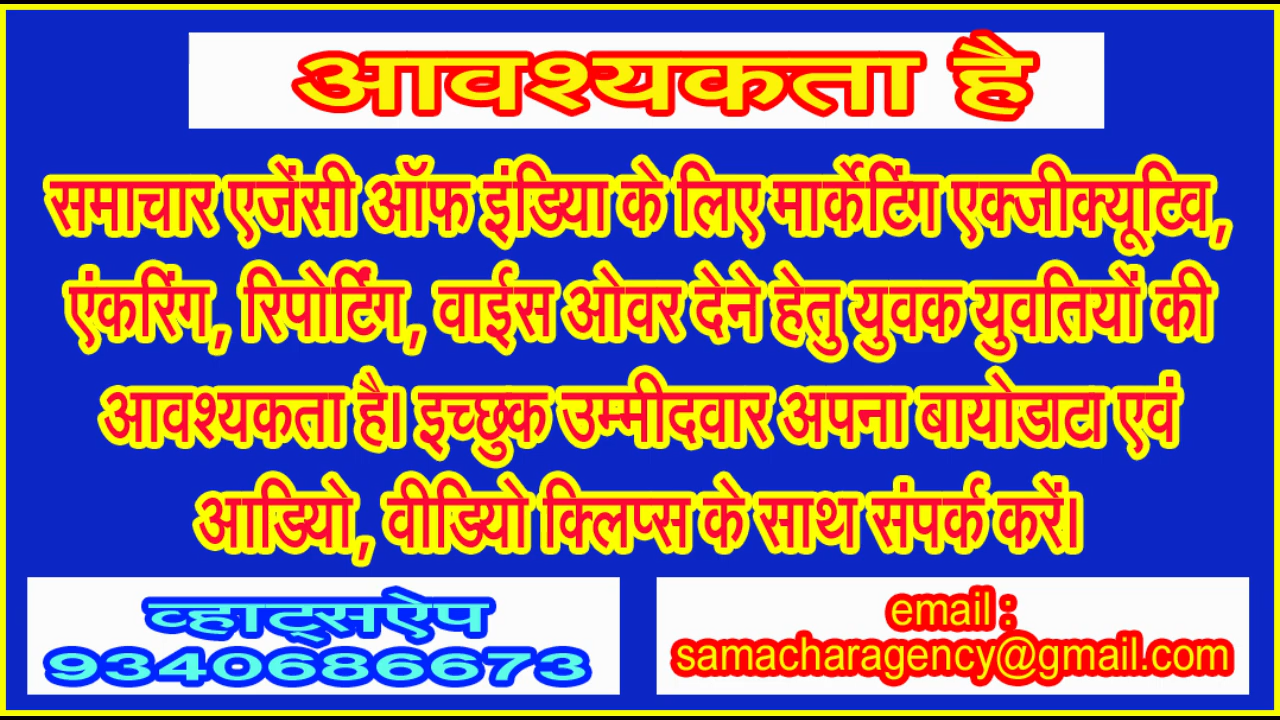 आवश्यकता है
समाचार एजेंसी ऑफ इंडिया के लिए मार्केटिंग एक्जीक्यूटिव,
एंकरिंग, रिपोर्टिंग, वाईस ओवर देने हेतु युवक युवतियों की
आवश्यकता है। इच्छुक उम्मीदवार अपना बायोडाटा एवं
आडियो, वीडियो क्लिप्स के साथ संपर्क करें।
व्हाट्सऐप
9340686673
email :
samacharagency@gmail.com